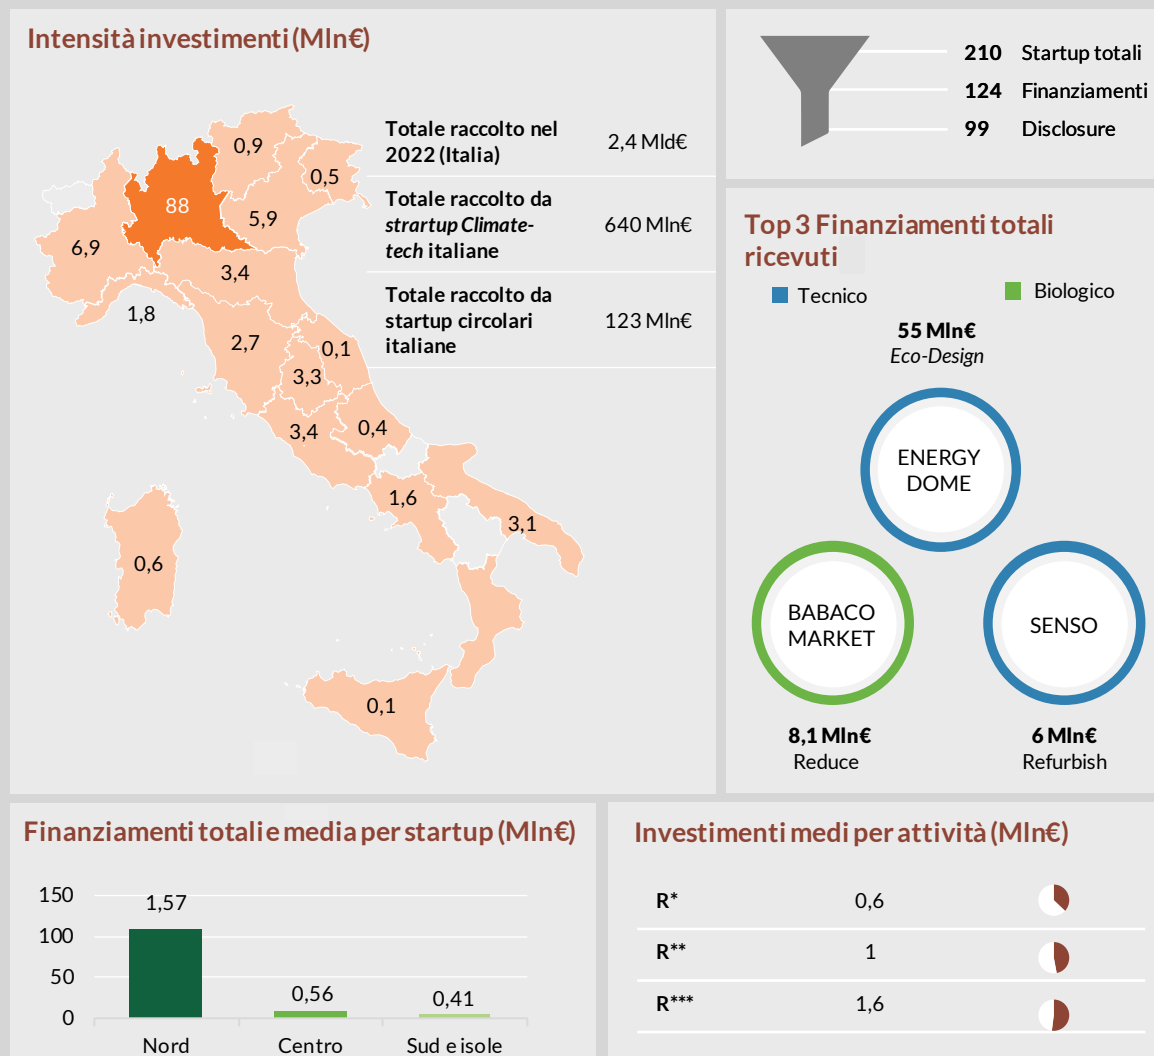 Intensità investimenti (Mln€)
0,9
0,5
88
5,9
6,9
3,4
1,8
2,7
0,1
3,3
3,4
0,4
1,6
3,1
0,6
0,1
Totale raccolto nel
2022 (Italia)
2,4 Mld€
Totale raccolto da
strartup Climate-
tech italiane
640 Mln€
Totale raccolto da
startup circolari
italiane
123 Mln€
210 Startup totali
124 Finanziamenti
99 Disclosure
Top 3 Finanziamenti totali
ricevuti
Tecnico
Biologico
55 Mln€
Eco-Design
ENERGY
DOME
BABACO
MARKET
SENSO
8,1 Mln€
Reduce
6 Mln€
Refurbish
Finanziamenti totali e media per startup (Mln€)
150
100
50
0
1,57
0,56
0,41
Nord
Centro
Sud e isole
Investimenti medi per attività (Mln€)
R* 0,6
R** 1
R*** 1,6